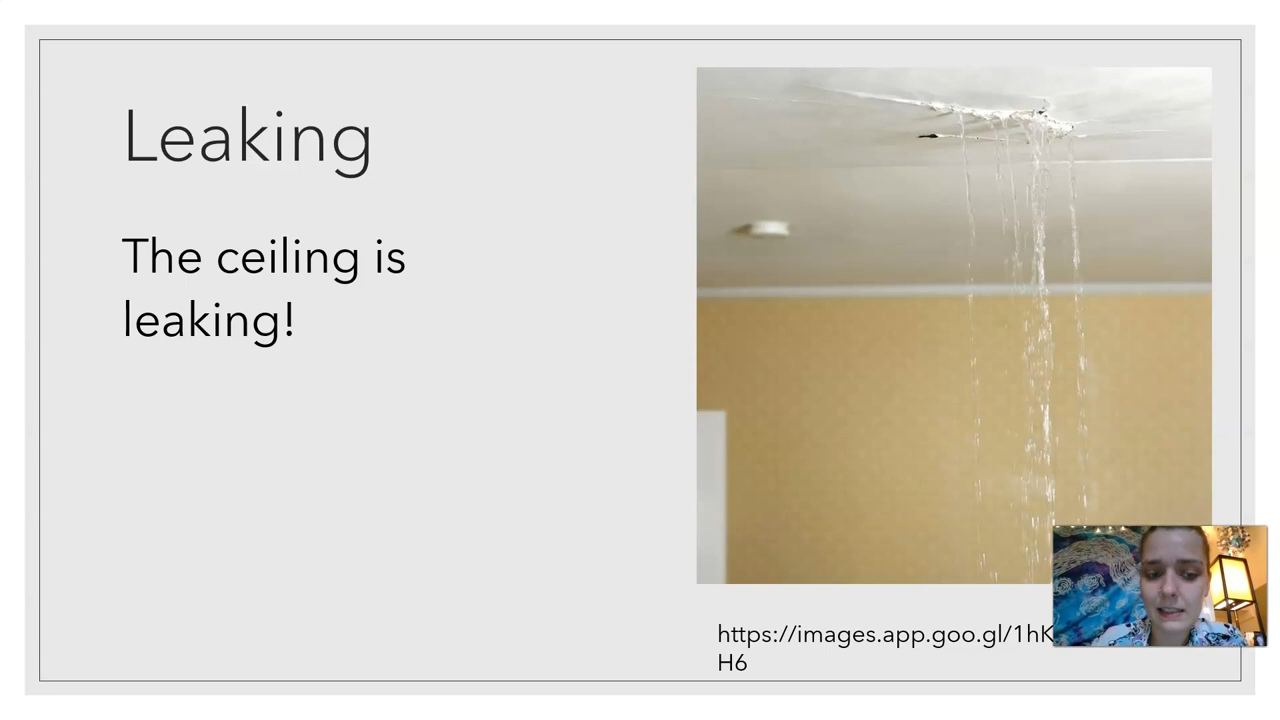 Leaking
The ceiling is
leaking!
https://images.app.goo.gl/1hK
H6